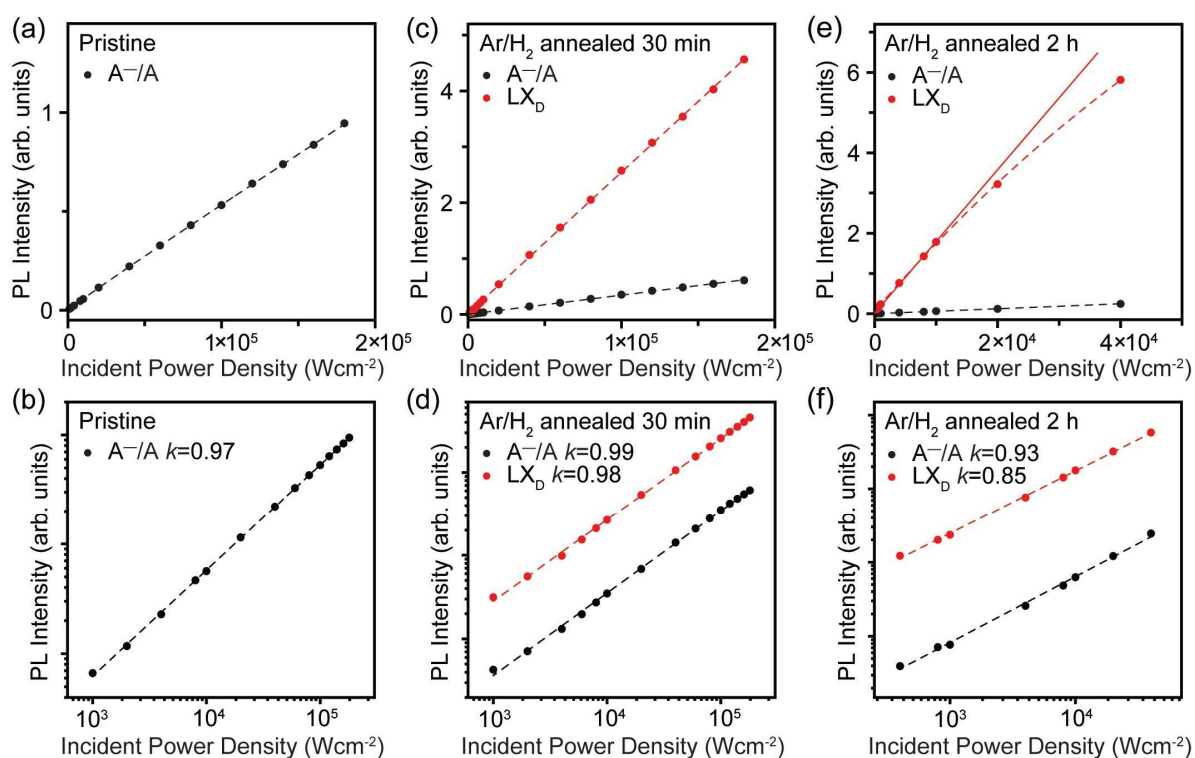 (a)
Pristine
A⁻/A
PL Intensity (arb. units)
1
0
0
1×10⁵
2×10⁵
Incident Power Density (Wcm⁻²)
(c)
Ar/H₂ annealed 30 min
A⁻/A
LX_D
PL Intensity (arb. units)
4
2
0
0
1×10⁵
2×10⁵
Incident Power Density (Wcm⁻²)
(e)
Ar/H₂ annealed 2 h
A⁻/A
LX_D
PL Intensity (arb. units)
6
4
2
0
0
2×10⁴
4×10⁴
Incident Power Density (Wcm⁻²)
(b)
Pristine
A⁻/A k=0.97
PL Intensity (arb. units)
10³
10⁴
10⁵
Incident Power Density (Wcm⁻²)
(d)
Ar/H₂ annealed 30 min
A⁻/A k=0.99
LX_D k=0.98
PL Intensity (arb. units)
10³
10⁴
10⁵
Incident Power Density (Wcm⁻²)
(f)
Ar/H₂ annealed 2 h
A⁻/A k=0.93
LX_D k=0.85
PL Intensity (arb. units)
10³
10⁴
Incident Power Density (Wcm⁻²)